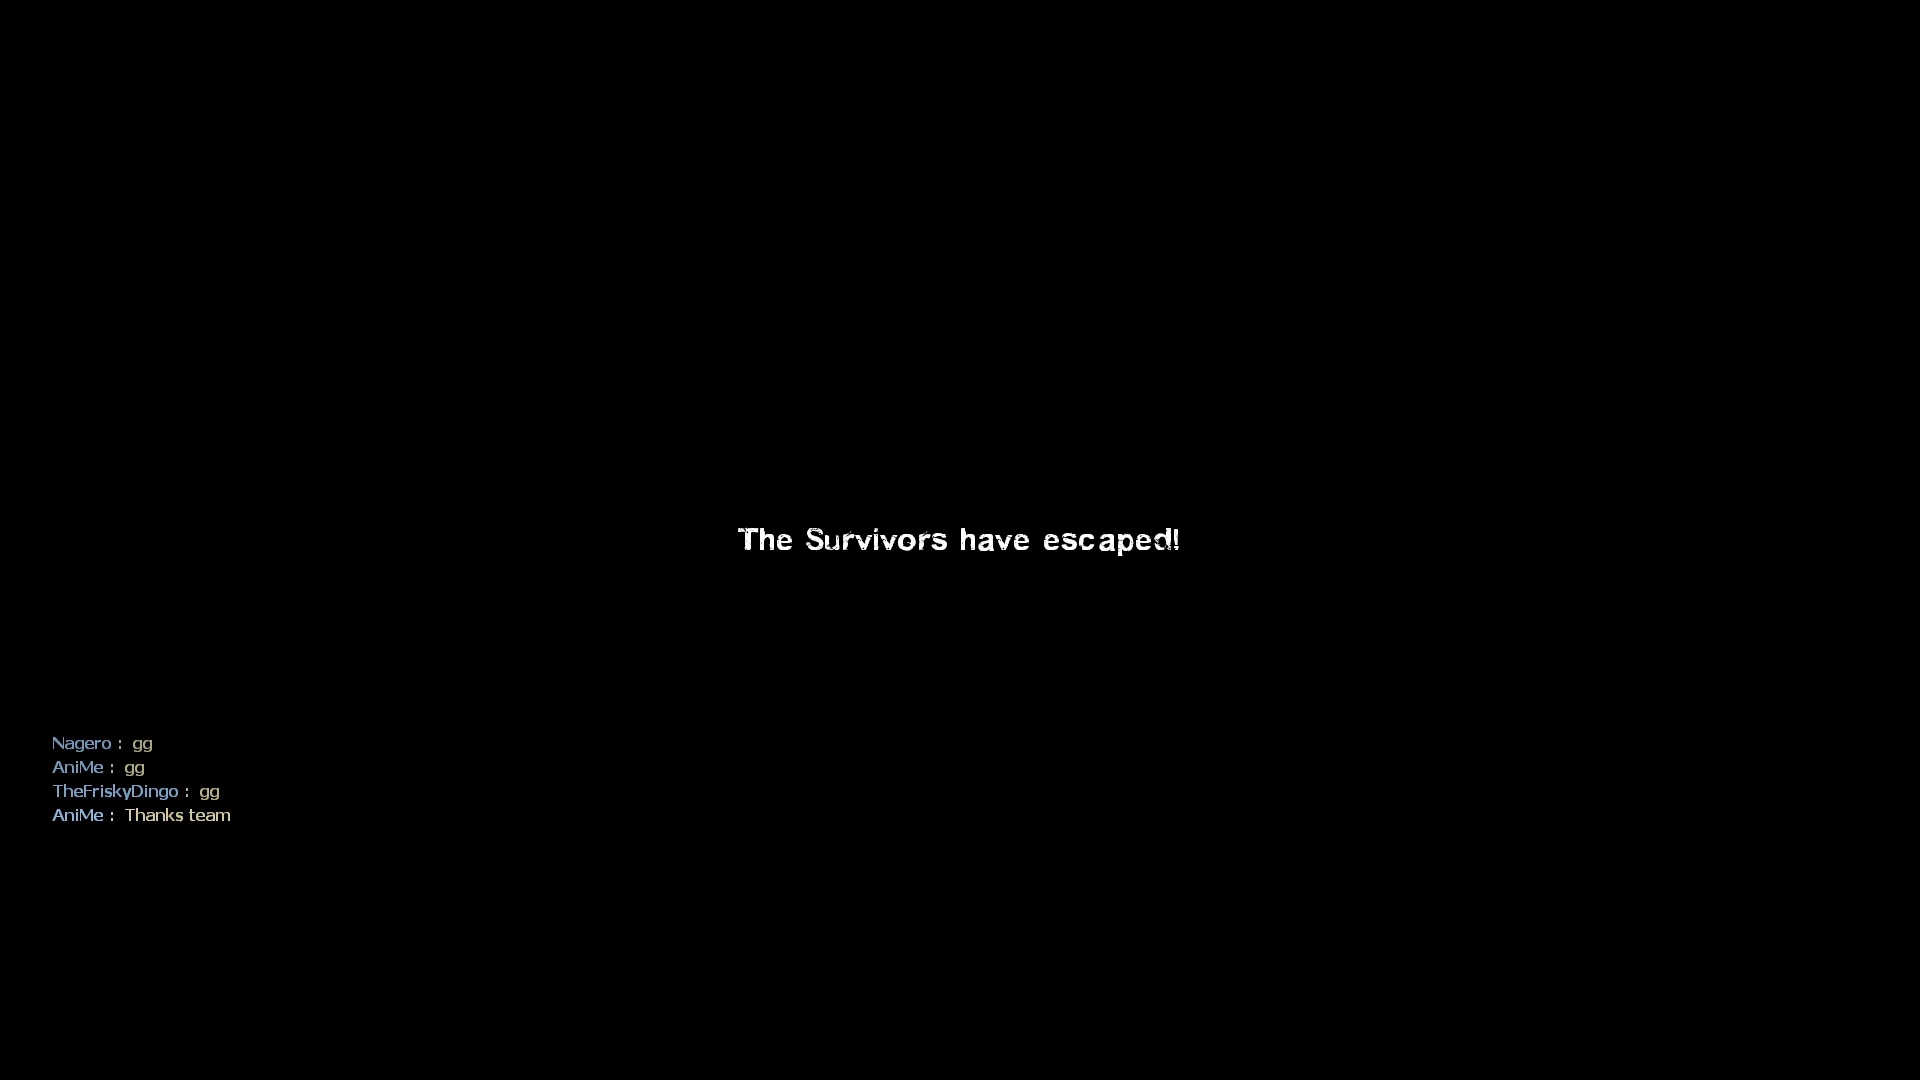 The Survivors have escaped!
Nagero : gg
AniMe : gg
TheFriskyDingo : gg
AniMe : Thanks team